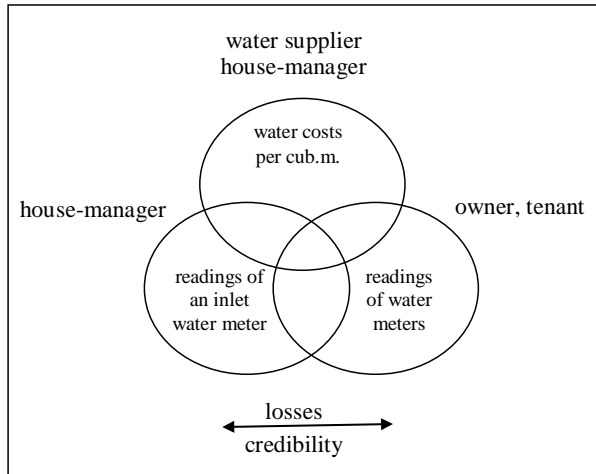 water supplier
house-manager
water costs
per cub.m.
house-manager
owner, tenant
readings of
an inlet
water meter
readings
of water
meters
losses
credibility